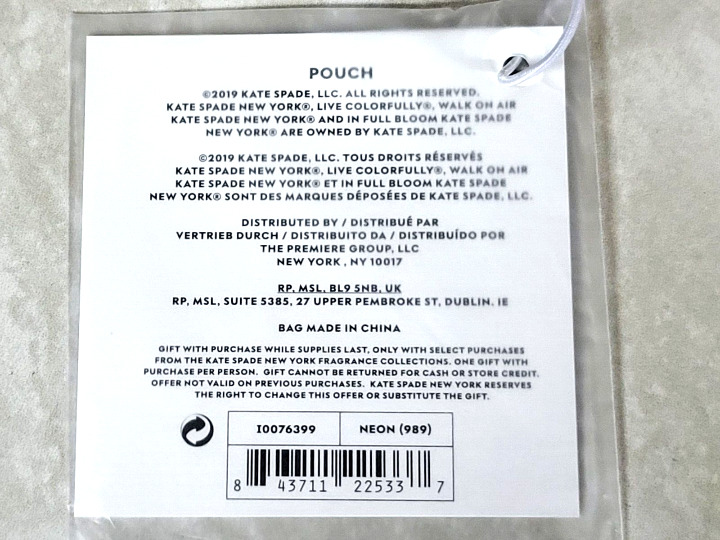 POUCH
©2019 KATE SPADE, LLC. ALL RIGHTS RESERVED.
KATE SPADE NEW YORK®, LIVE COLORFULLY®, WALK ON AIR
KATE SPADE NEW YORK® AND IN FULL BLOOM KATE SPADE
NEW YORK® ARE OWNED BY KATE SPADE, LLC.
©2019 KATE SPADE, LLC. TOUS DROITS RÉSERVÉS
KATE SPADE NEW YORK®, LIVE COLORFULLY®, WALK ON AIR
KATE SPADE NEW YORK® ET IN FULL BLOOM KATE SPADE
NEW YORK® SONT DES MARQUES DÉPOSÉES DE KATE SPADE, LLC.
DISTRIBUTED BY / DISTRIBUÉ PAR
VERTRIEB DURCH / DISTRIBUITO DA / DISTRIBUÍDO POR
THE PREMIERE GROUP, LLC
NEW YORK , NY 10017
RP, MSL, BL9 5NB, UK
RP, MSL, SUITE 5385, 27 UPPER PEMBROKE ST, DUBLIN. IE
BAG MADE IN CHINA
GIFT WITH PURCHASE WHILE SUPPLIES LAST, ONLY WITH SELECT PURCHASES
FROM THE KATE SPADE NEW YORK FRAGRANCE COLLECTIONS. ONE GIFT WITH
PURCHASE PER PERSON. GIFT CANNOT BE RETURNED FOR CASH OR STORE CREDIT.
OFFER NOT VALID ON PREVIOUS PURCHASES. KATE SPADE NEW YORK RESERVES
THE RIGHT TO CHANGE THIS OFFER OR SUBSTITUTE THE GIFT.
I0076399 NEON (989)
8 43711 22533 7